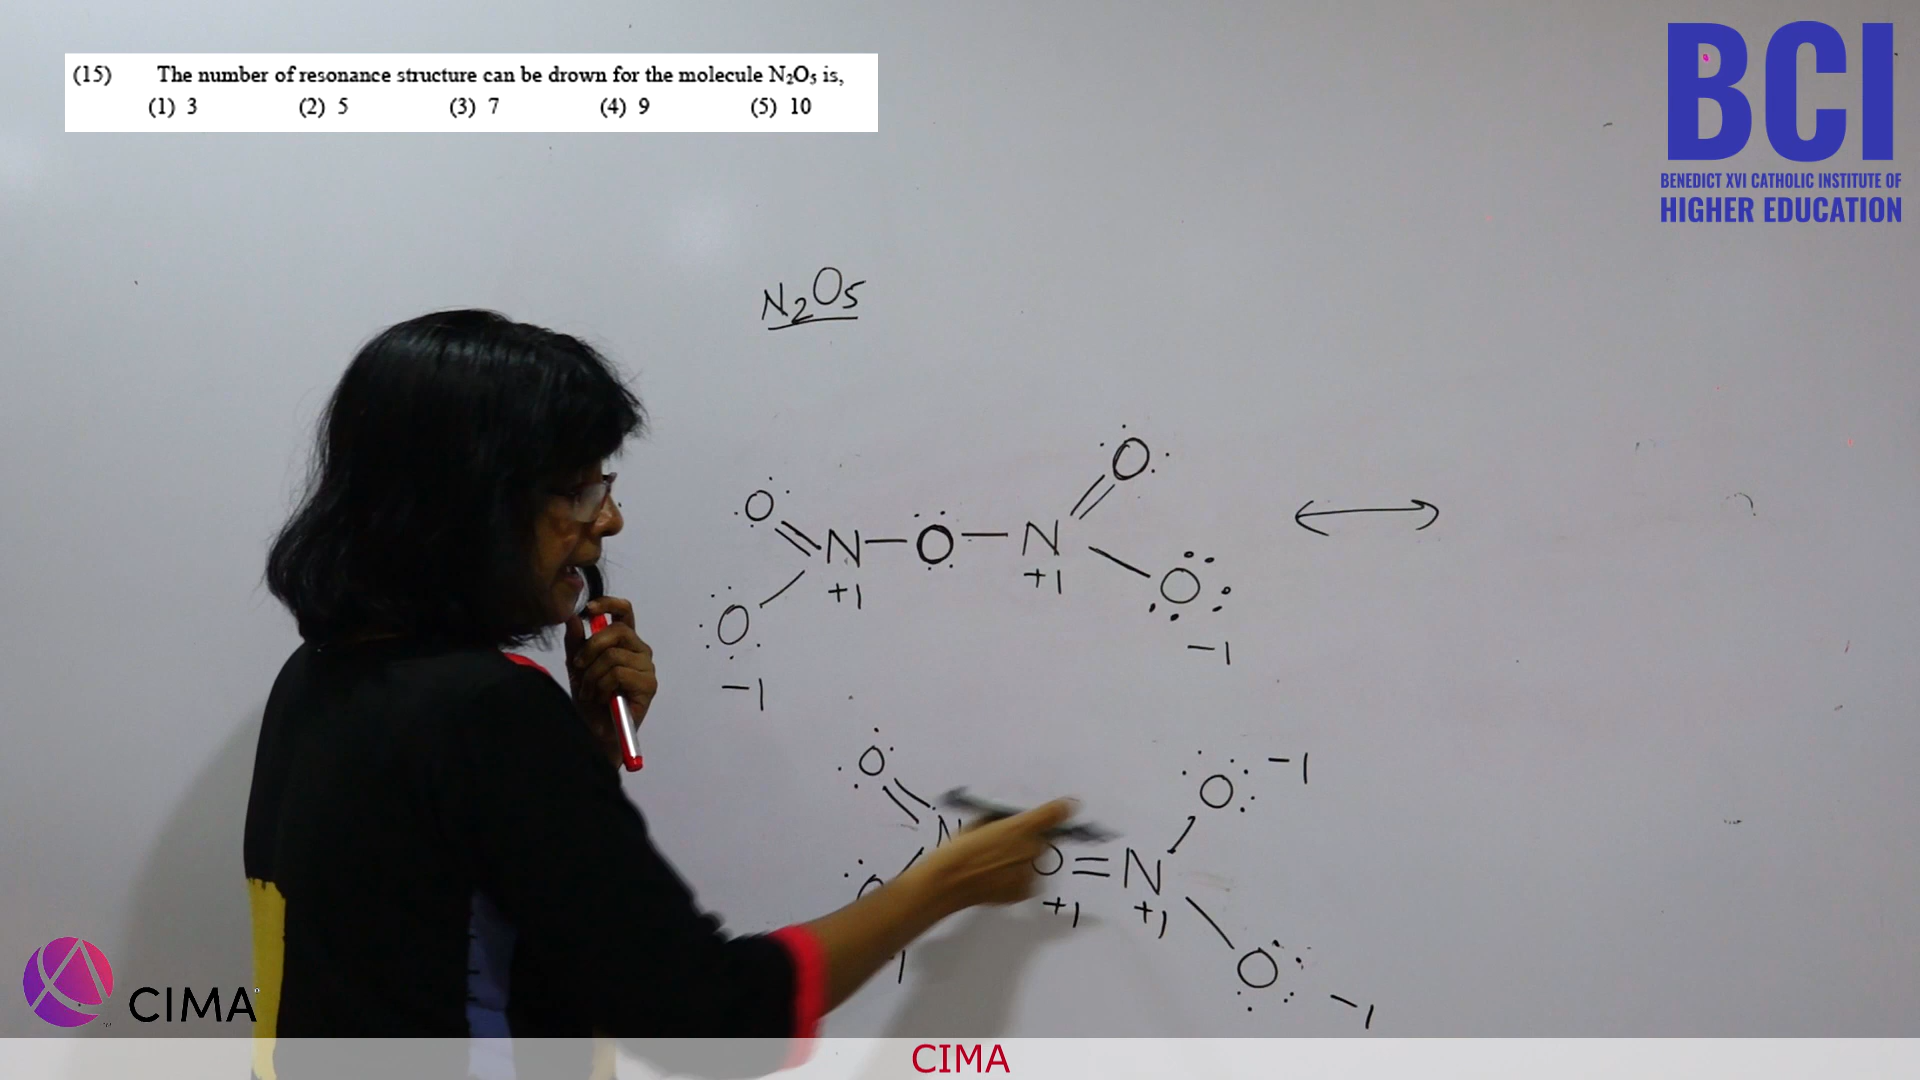 (15) The number of resonance structure can be drown for the molecule N₂O₅ is,
(1) 3 (2) 5 (3) 7 (4) 9 (5) 10
BCI
BENEDICT XVI CATHOLIC INSTITUTE OF
HIGHER EDUCATION
N₂O₅
O
O N O N
+1 +1
O O
-1 -1
O O -1
N O = N
+1 +1
O -1
CIMA
CIMA